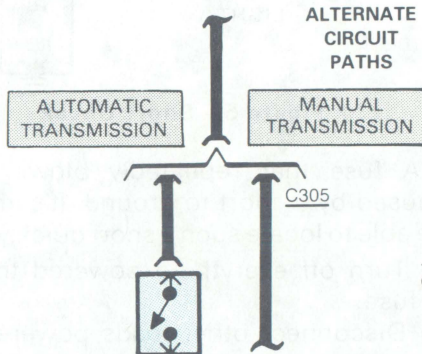 ALTERNATE
CIRCUIT
PATHS
AUTOMATIC
TRANSMISSION
MANUAL
TRANSMISSION
C305